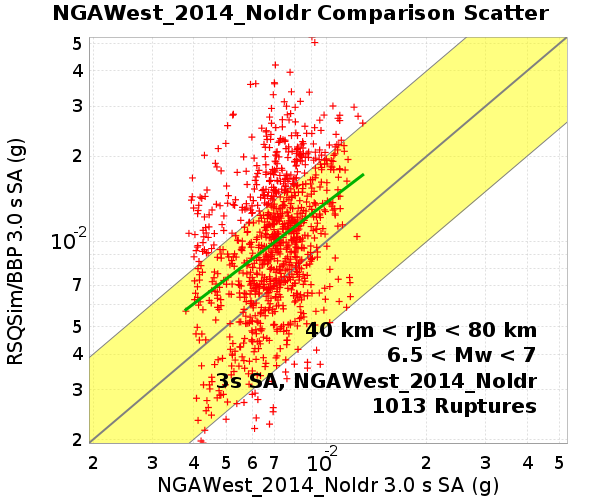 NGAWest_2014_NoIdr Comparison Scatter
RSQSim/BBP 3.0 s SA (g)
5
4
3
2
10-2
7
5
4
3
2
40 km < rJB < 80 km
6.5 < Mw < 7
3s SA, NGAWest_2014_NoIdr
1013 Ruptures
2 3 4 5 6 7 10-2 2 3 4 5
NGAWest_2014_NoIdr 3.0 s SA (g)